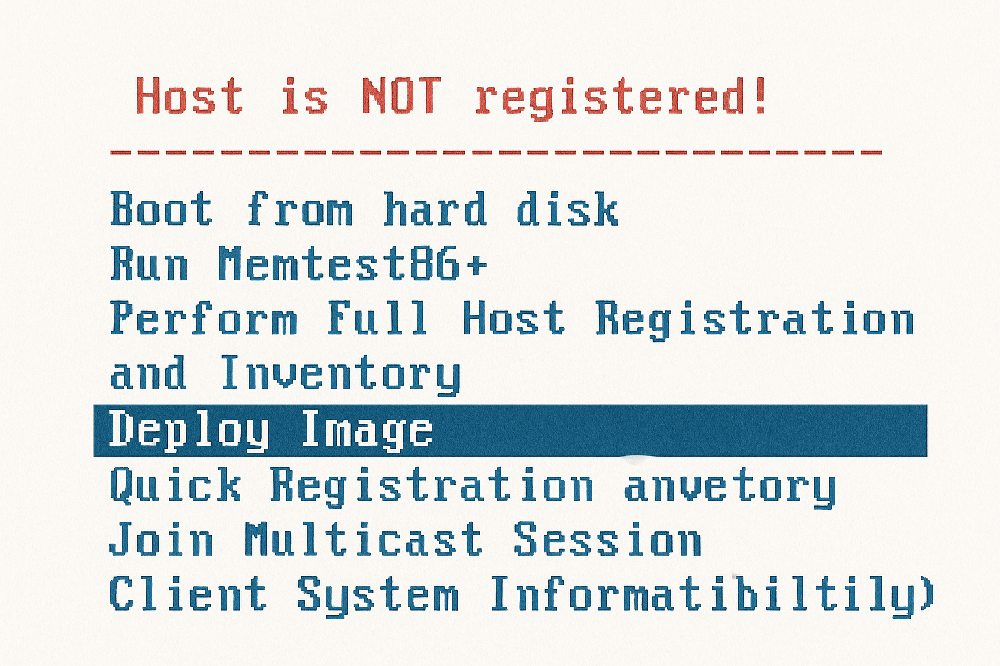 Host is NOT registered!
Boot from hard disk
Run Memtest86+
Perform Full Host Registration
and Inventory
Deploy Image
Quick Registration anvetory
Join Multicast Session
Client System Informatibiltily)